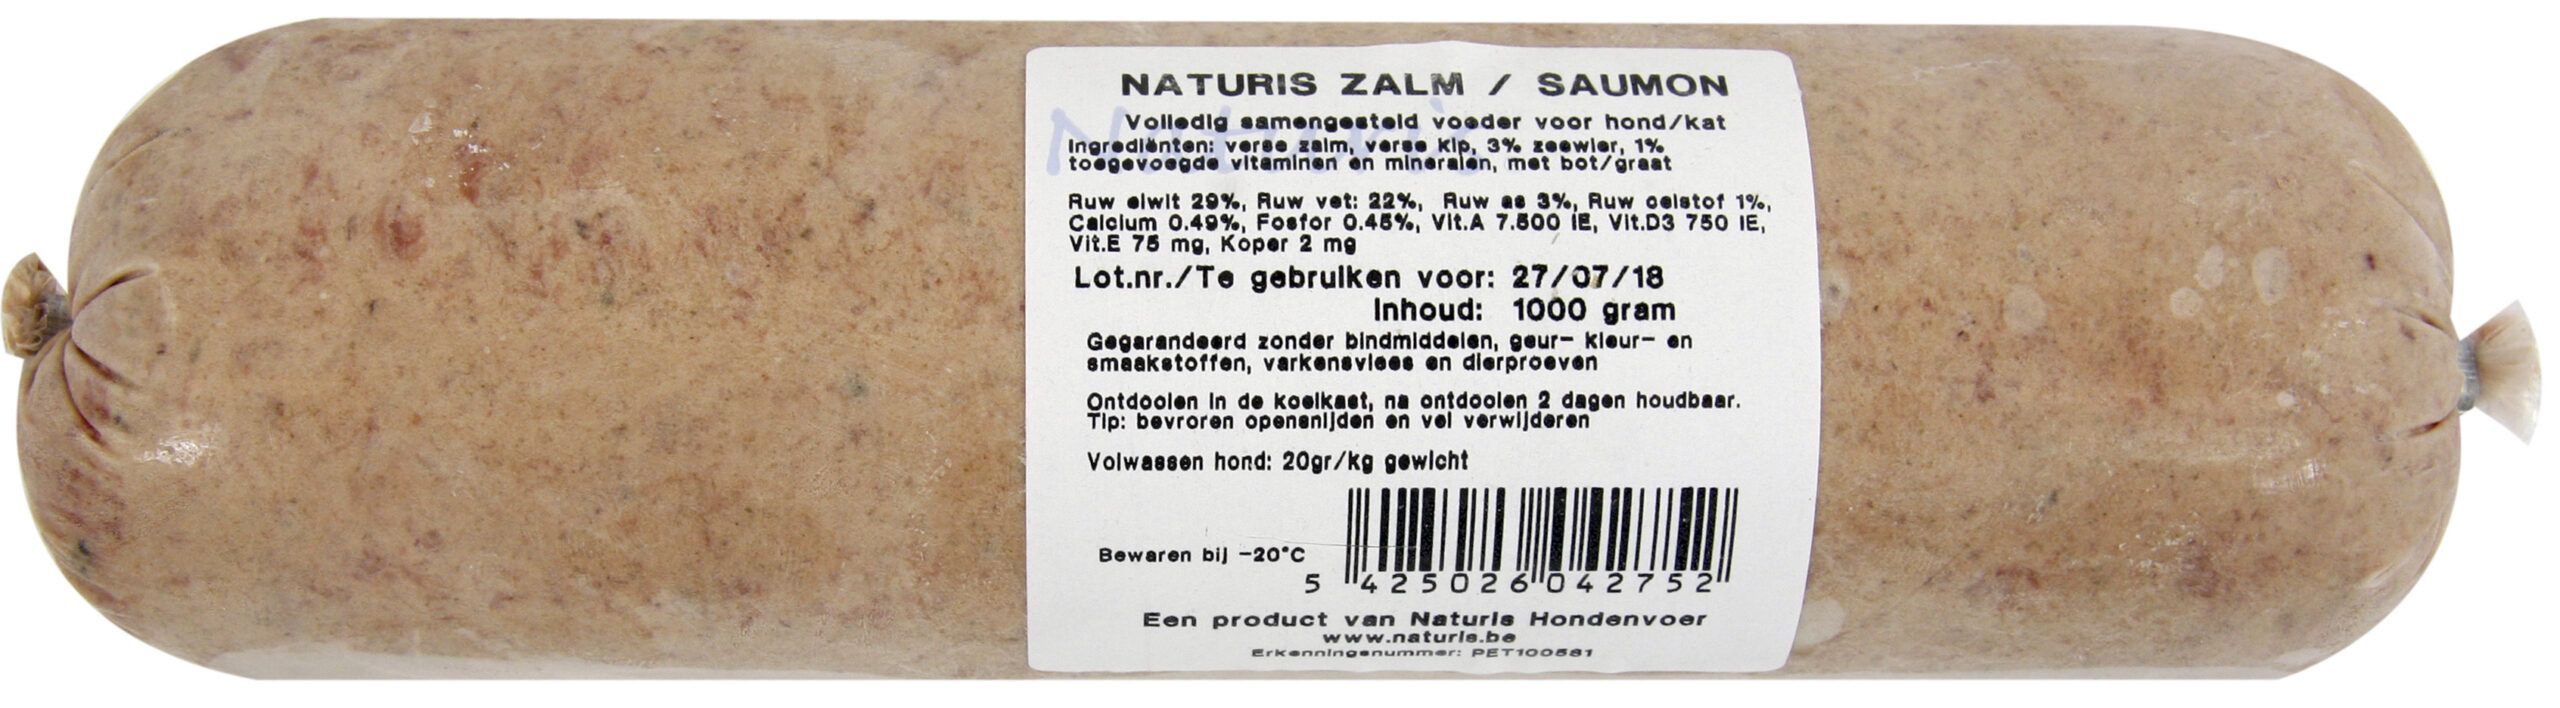 NATURIS ZALM / SAUMON
Volledig samengesteld voeder voor hond/kat
Ingrediënten: verse zalm, verse kip, 3% zeewier, 1%
toegevoegde vitaminen en mineralen, met bot/graat
Ruw eiwit 29%, Ruw vet: 22%, Ruw as 3%, Ruw celstof 1%,
Calcium 0.49%, Fosfor 0.45%, Vit.A 7.500 IE, Vit.D3 750 IE,
Vit.E 75 mg, Koper 2 mg
Lot.nr./Te gebruiken voor: 27/07/18
Inhoud: 1000 gram
Gegarandeerd zonder bindmiddelen, geur- kleur- en
smaakstoffen, varkensvlees en dierproeven
Ontdooien in de koelkast, na ontdooien 2 dagen houdbaar.
Tip: bevroren opensnijden en vel verwijderen
Volwassen hond: 20gr/kg gewicht
Bewaren bij -20°C
5 425026 042752
Een product van Naturis Hondenvoer
www.naturis.be
Erkenningsnummer: PET100581